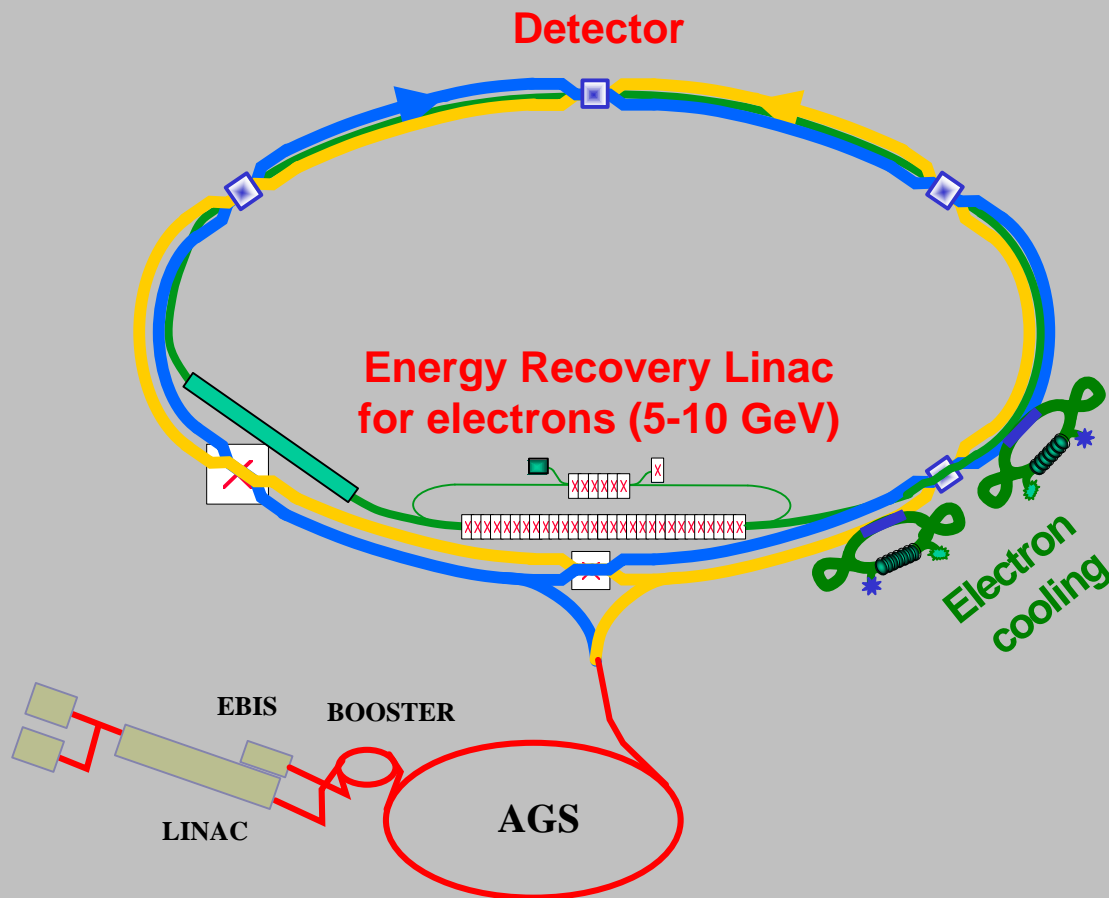 Detector
Energy Recovery Linac
for electrons (5-10 GeV)
Electron
cooling
EBIS
BOOSTER
LINAC
AGS